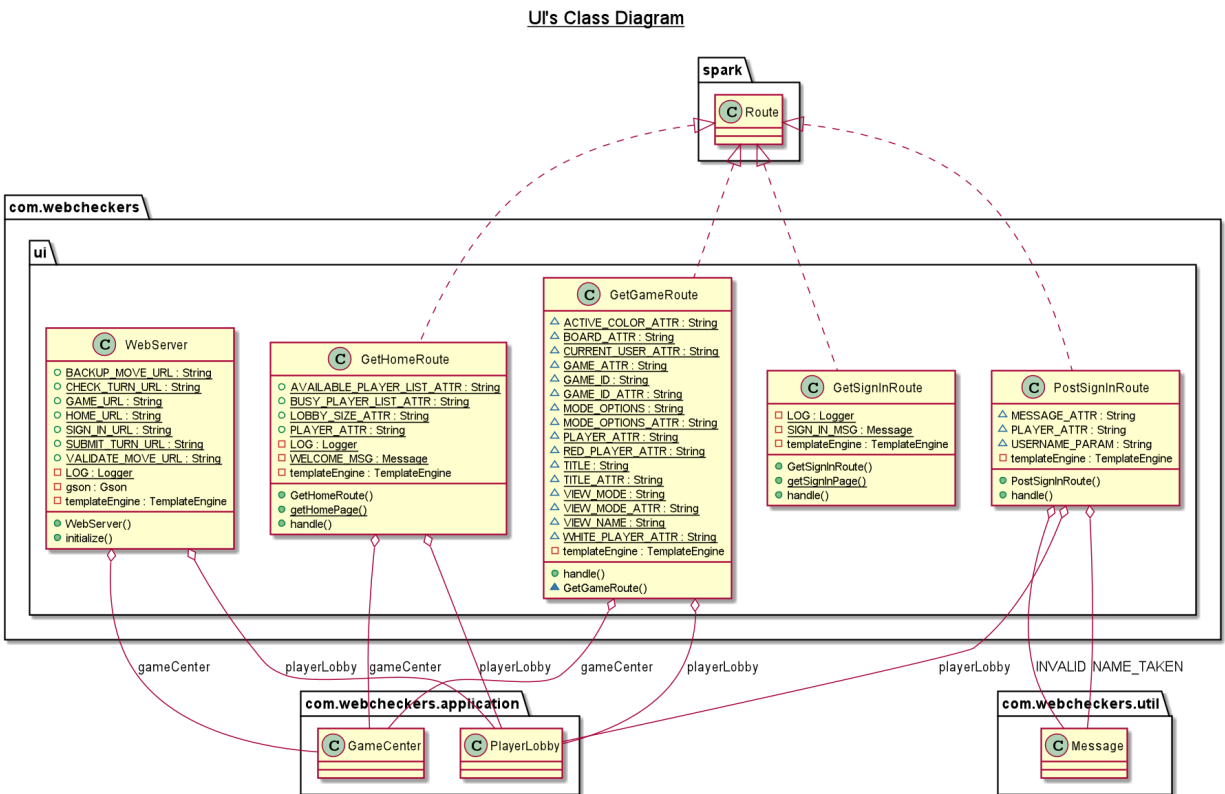 UI's Class Diagram
spark
C Route
com.webcheckers
ui
C WebServer
BACKUP_MOVE_URL : String
CHECK_TURN_URL : String
GAME_URL : String
HOME_URL : String
SIGN_IN_URL : String
SUBMIT_TURN_URL : String
VALIDATE_MOVE_URL : String
LOG : Logger
gson : Gson
templateEngine : TemplateEngine
WebServer()
initialize()
C GetHomeRoute
AVAILABLE_PLAYER_LIST_ATTR : String
BUSY_PLAYER_LIST_ATTR : String
LOBBY_SIZE_ATTR : String
PLAYER_ATTR : String
LOG : Logger
WELCOME_MSG : Message
templateEngine : TemplateEngine
GetHomeRoute()
getHomePage()
handle()
C GetGameRoute
ACTIVE_COLOR_ATTR : String
BOARD_ATTR : String
CURRENT_USER_ATTR : String
GAME_ATTR : String
GAME_ID : String
GAME_ID_ATTR : String
MODE_OPTIONS : String
MODE_OPTIONS_ATTR : String
PLAYER_ATTR : String
RED_PLAYER_ATTR : String
TITLE : String
TITLE_ATTR : String
VIEW_MODE : String
VIEW_MODE_ATTR : String
VIEW_NAME : String
WHITE_PLAYER_ATTR : String
templateEngine : TemplateEngine
handle()
GetGameRoute()
C GetSignInRoute
LOG : Logger
SIGN_IN_MSG : Message
templateEngine : TemplateEngine
GetSignInRoute()
getSignInPage()
handle()
C PostSignInRoute
MESSAGE_ATTR : String
PLAYER_ATTR : String
USERNAME_PARAM : String
templateEngine : TemplateEngine
PostSignInRoute()
handle()
gameCenter
playerLobby
gameCenter
playerLobby
gameCenter
playerLobby
playerLobby
INVALID
NAME_TAKEN
com.webcheckers.application
C GameCenter
C PlayerLobby
com.webcheckers.util
C Message